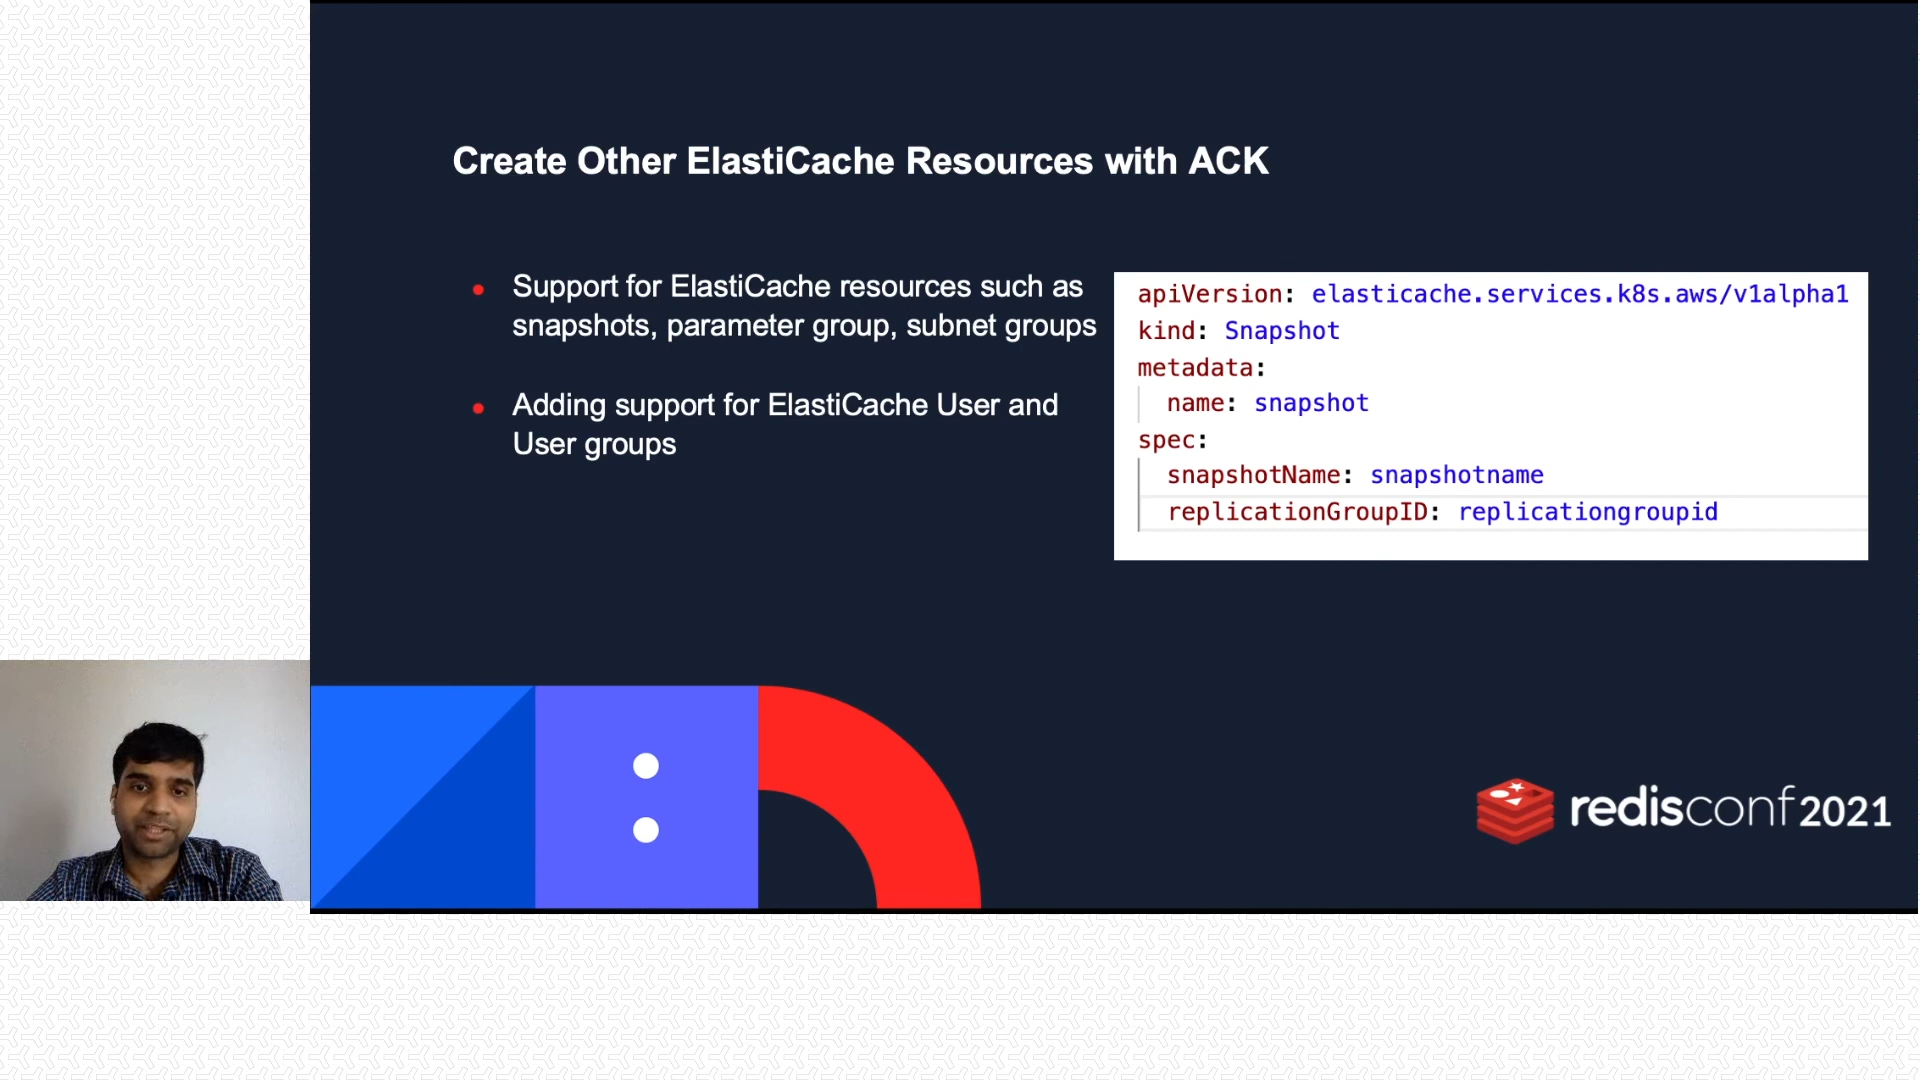 Create Other ElastiCache Resources with ACK
Support for ElastiCache resources such as
snapshots, parameter group, subnet groups
Adding support for ElastiCache User and
User groups
apiVersion: elasticache.services.k8s.aws/v1alpha1
kind: Snapshot
metadata:
  name: snapshot
spec:
  snapshotName: snapshotname
  replicationGroupID: replicationgroupid
redisconf2021